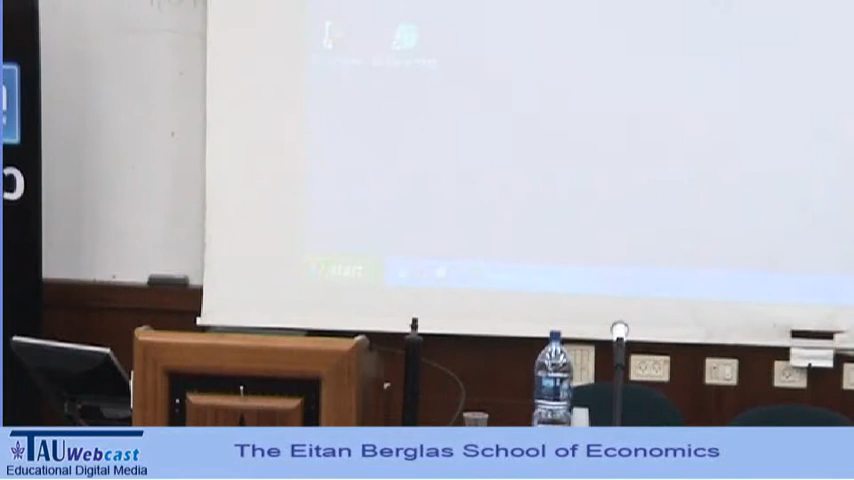 start
TAUWebcast
Educational Digital Media
The Eitan Berglas School of Economics